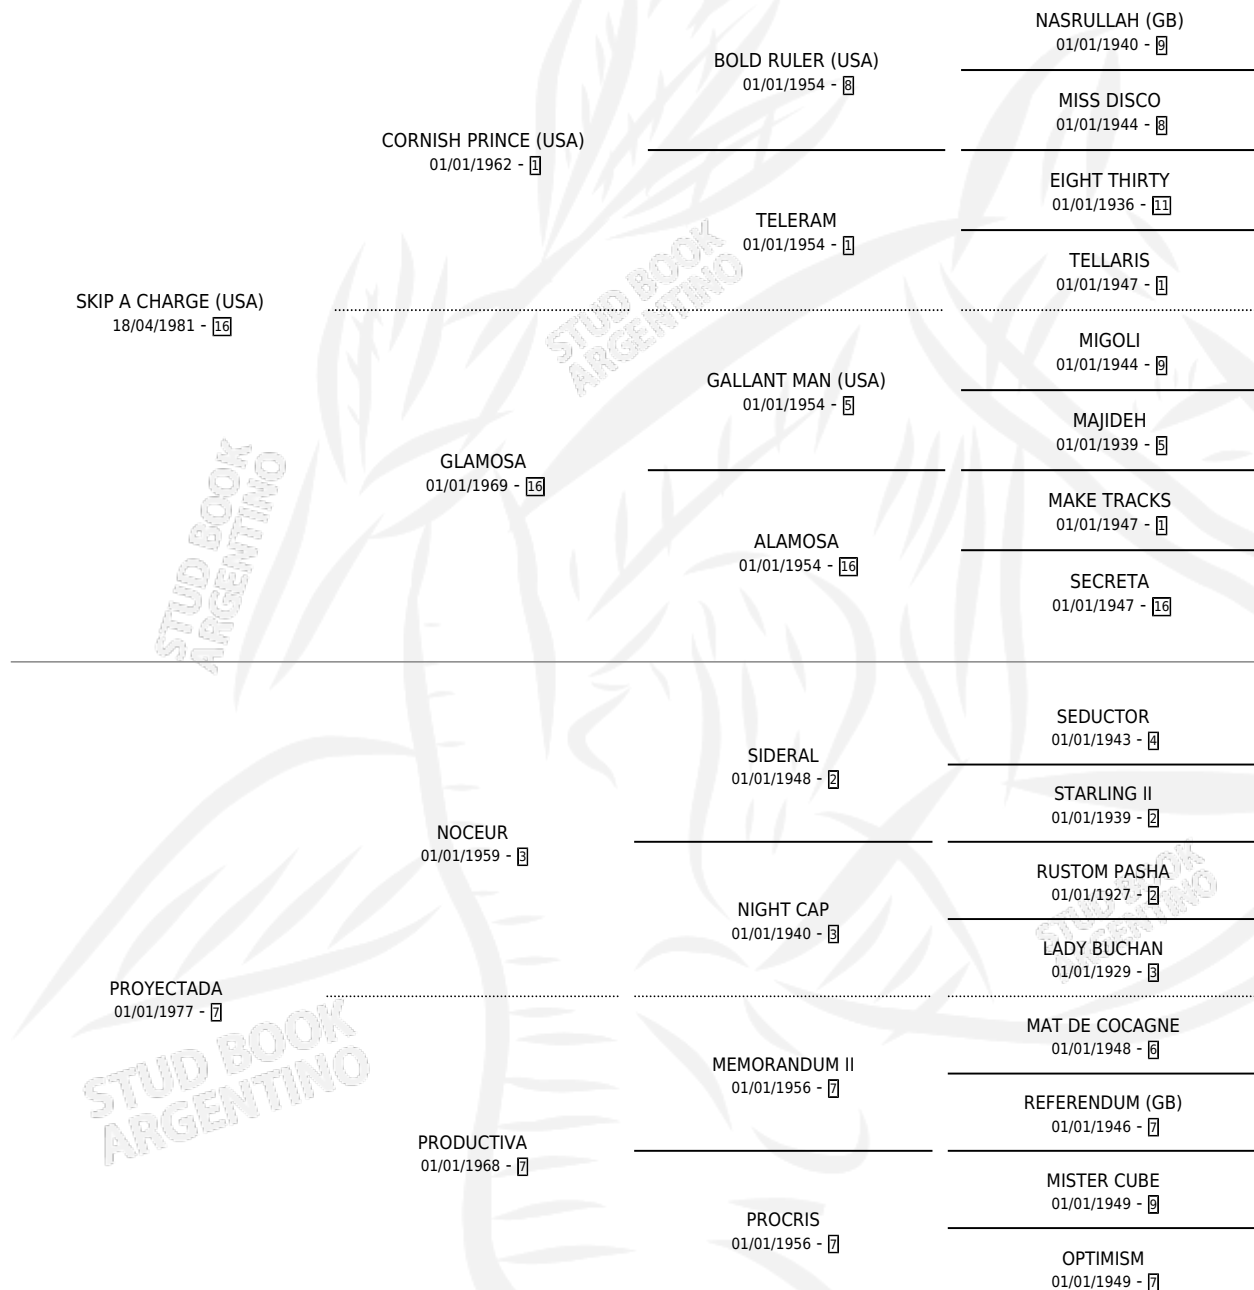 NASRULLAH (GB)
01/01/1940 - 9
BOLD RULER (USA)
01/01/1954 - 8
MISS DISCO
01/01/1944 - 8
CORNISH PRINCE (USA)
01/01/1962 - 1
EIGHT THIRTY
01/01/1936 - 11
TELERAM
01/01/1954 - 1
TELLARIS
01/01/1947 - 1
SKIP A CHARGE (USA)
18/04/1981 - 16
MIGOLI
01/01/1944 - 9
GALLANT MAN (USA)
01/01/1954 - 5
MAJIDEH
01/01/1939 - 5
GLAMOSA
01/01/1969 - 16
MAKE TRACKS
01/01/1947 - 1
ALAMOSA
01/01/1954 - 16
SECRETA
01/01/1947 - 16
SEDUCTOR
01/01/1943 - 4
SIDERAL
01/01/1948 - 2
STARLING II
01/01/1939 - 2
NOCEUR
01/01/1959 - 3
RUSTOM PASHA
01/01/1927 - 2
NIGHT CAP
01/01/1940 - 3
LADY BUCHAN
01/01/1929 - 3
PROYECTADA
01/01/1977 - 7
MAT DE COCAGNE
01/01/1948 - 6
MEMORANDUM II
01/01/1956 - 7
REFERENDUM (GB)
01/01/1946 - 7
PRODUCTIVA
01/01/1968 - 7
MISTER CUBE
01/01/1949 - 9
PROCRIS
01/01/1956 - 7
OPTIMISM
01/01/1949 - 7
STUD BOOK
ARGENTINO
STUD BOOK
ARGENTINO
STUD BOOK
ARGENTINO
STUD BOOK
ARGENTINO